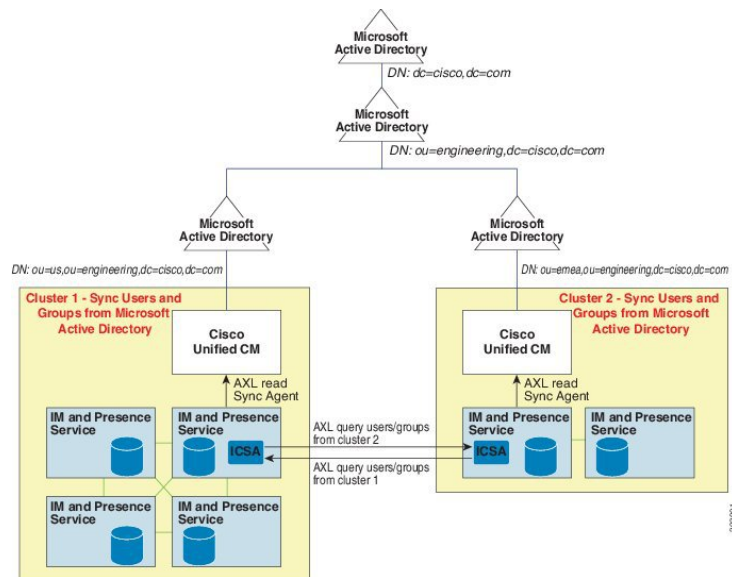 Microsoft
Active Directory
DN: dc=cisco,dc=com
Microsoft
Active Directory
DN: ou=engineering,dc=cisco,dc=com
Microsoft
Active Directory
DN: ou=us,ou=engineering,dc=cisco,dc=com
Microsoft
Active Directory
DN: ou=emea,ou=engineering,dc=cisco,dc=com
Cluster 1 - Sync Users and
Groups from Microsoft
Active Directory
Cisco
Unified CM
AXL read
Sync Agent
IM and Presence
Service
IM and Presence
Service
ICSA
IM and Presence
Service
IM and Presence
Service
AXL query users/groups
from cluster 2
AXL query users/groups
from cluster 1
Cluster 2 - Sync Users and
Groups from Microsoft
Active Directory
Cisco
Unified CM
AXL read
Sync Agent
IM and Presence
Service
ICSA
IM and Presence
Service